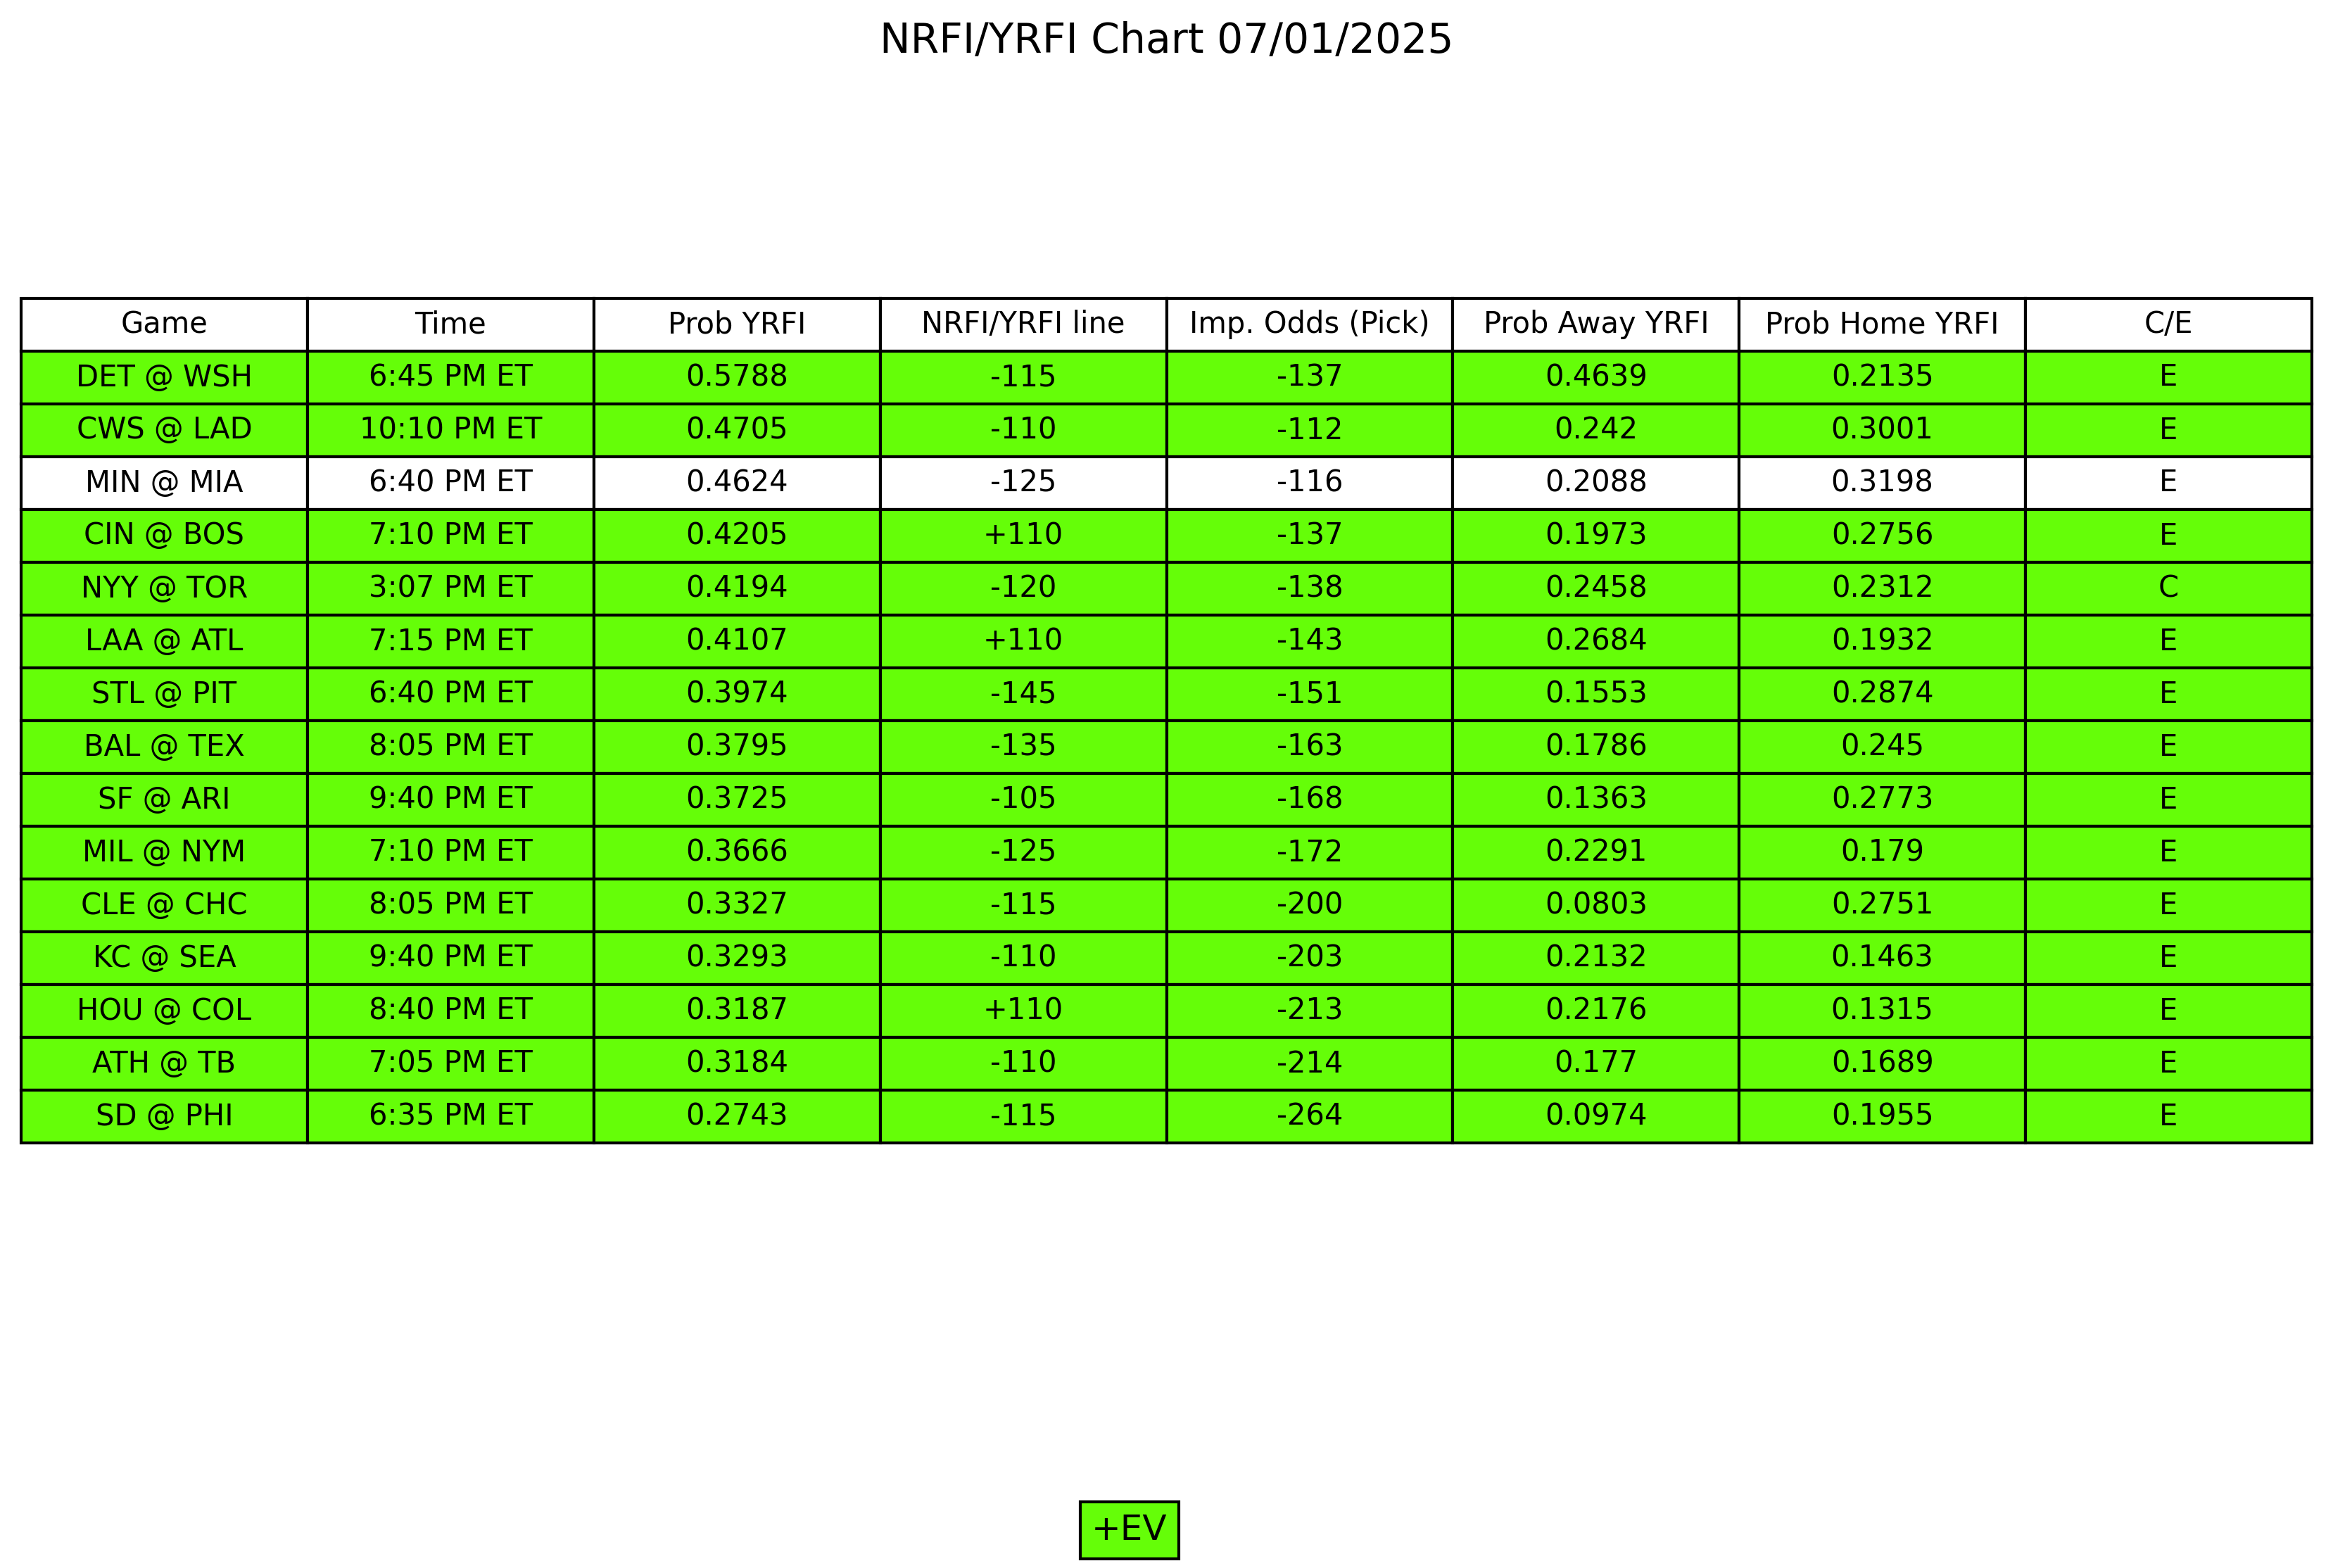 NRFI/YRFI Chart 07/01/2025
Game Time Prob YRFI NRFI/YRFI line Imp. Odds (Pick) Prob Away YRFI Prob Home YRFI C/E
DET @ WSH 6:45 PM ET 0.5788 -115 -137 0.4639 0.2135 E
CWS @ LAD 10:10 PM ET 0.4705 -110 -112 0.242 0.3001 E
MIN @ MIA 6:40 PM ET 0.4624 -125 -116 0.2088 0.3198 E
CIN @ BOS 7:10 PM ET 0.4205 +110 -137 0.1973 0.2756 E
NYY @ TOR 3:07 PM ET 0.4194 -120 -138 0.2458 0.2312 C
LAA @ ATL 7:15 PM ET 0.4107 +110 -143 0.2684 0.1932 E
STL @ PIT 6:40 PM ET 0.3974 -145 -151 0.1553 0.2874 E
BAL @ TEX 8:05 PM ET 0.3795 -135 -163 0.1786 0.245 E
SF @ ARI 9:40 PM ET 0.3725 -105 -168 0.1363 0.2773 E
MIL @ NYM 7:10 PM ET 0.3666 -125 -172 0.2291 0.179 E
CLE @ CHC 8:05 PM ET 0.3327 -115 -200 0.0803 0.2751 E
KC @ SEA 9:40 PM ET 0.3293 -110 -203 0.2132 0.1463 E
HOU @ COL 8:40 PM ET 0.3187 +110 -213 0.2176 0.1315 E
ATH @ TB 7:05 PM ET 0.3184 -110 -214 0.177 0.1689 E
SD @ PHI 6:35 PM ET 0.2743 -115 -264 0.0974 0.1955 E
+EV